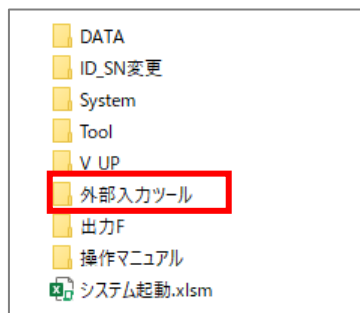 DATA
ID_SN変更
System
Tool
V_UP
外部入力ツール
出力F
操作マニュアル
システム起動.xlsm